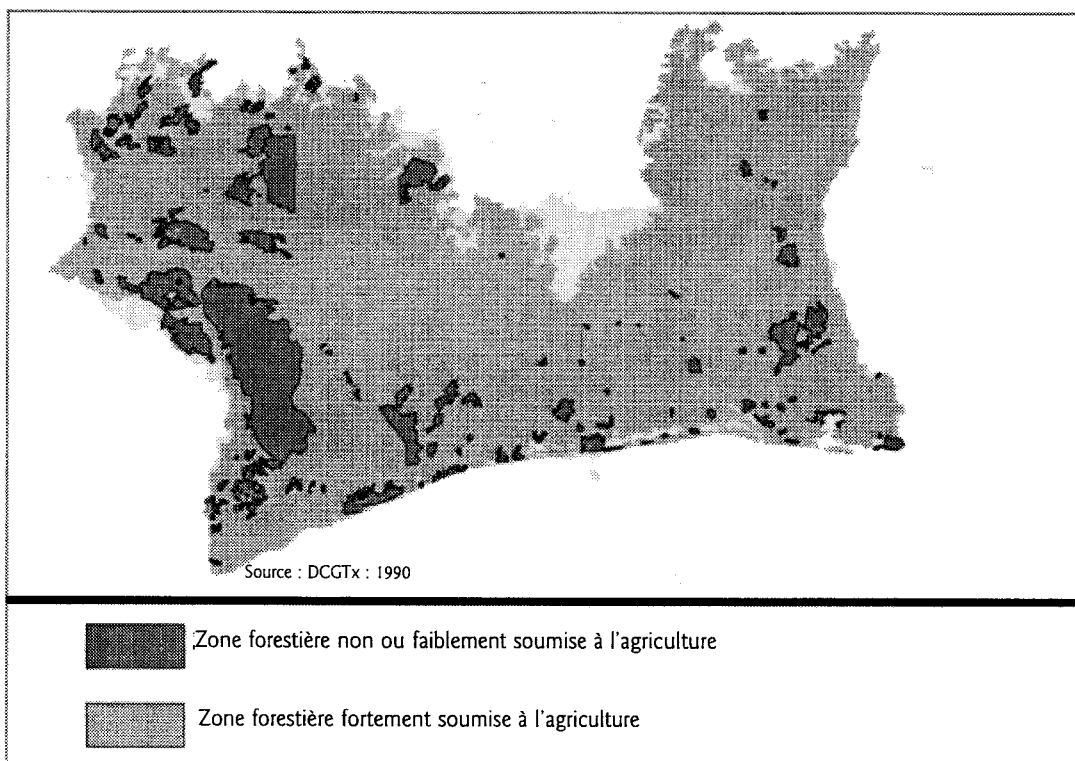 Source : DCGTx : 1990
Zone forestière non ou faiblement soumise à l'agriculture
Zone forestière fortement soumise à l'agriculture